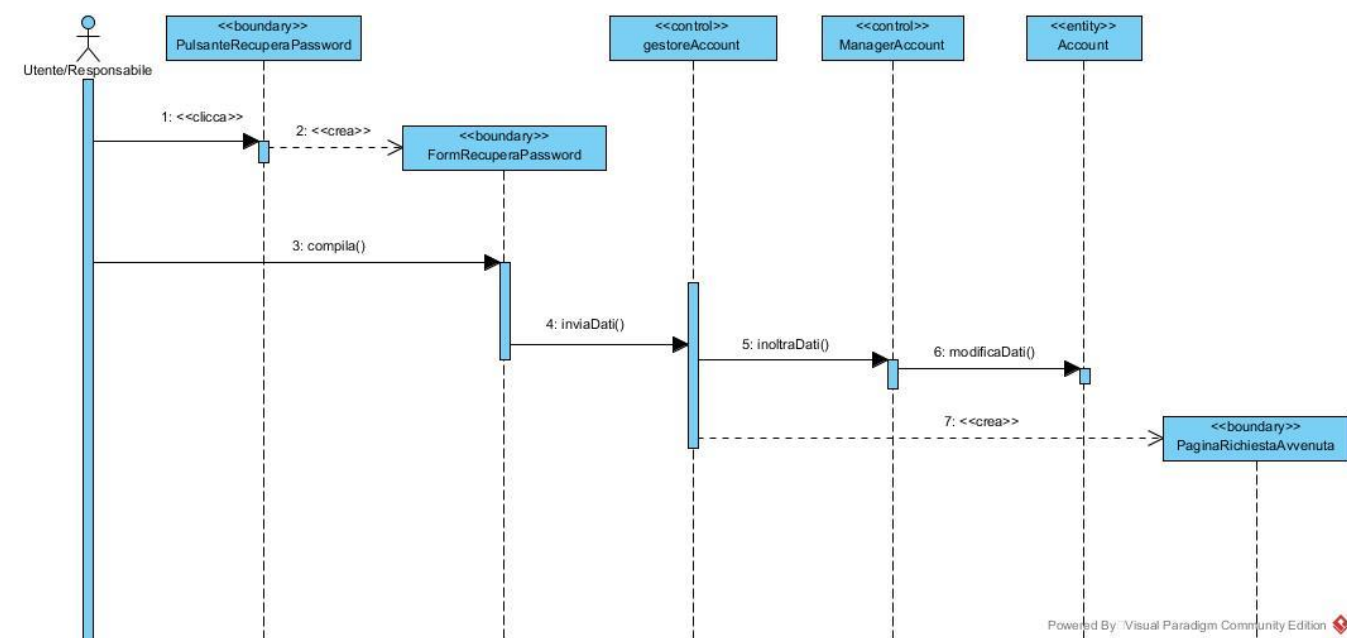 <<boundary>>
PulsanteRecuperaPassword
<<control>>
gestoreAccount
<<control>>
ManagerAccount
<<entity>>
Account
Utente/Responsabile
1: <<clicca>>
2: <<crea>>
<<boundary>>
FormRecuperaPassword
3: compila()
4: inviaDati()
5: inoltraDati()
6: modificaDati()
7: <<crea>>
<<boundary>>
PaginaRichiestaAvvenuta
Powered By Visual Paradigm Community Edition